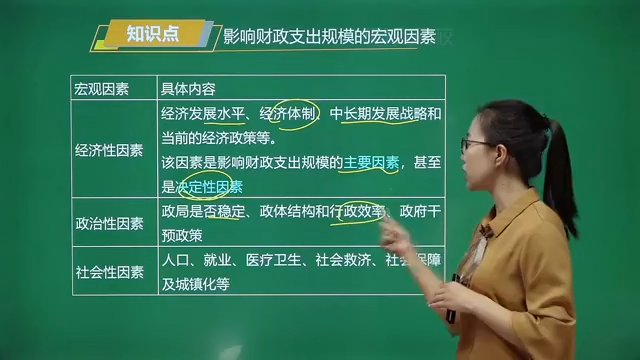 知识点
影响财政支出规模的宏观因素
宏观因素
具体内容
经济性因素
经济发展水平、经济体制、中长期发展战略和
当前的经济政策等。
该因素是影响财政支出规模的主要因素，甚至
是决定性因素
政治性因素
政局是否稳定、政体结构和行政效率、政府干
预政策
社会性因素
人口、就业、医疗卫生、社会救济、社会保障
及城镇化等